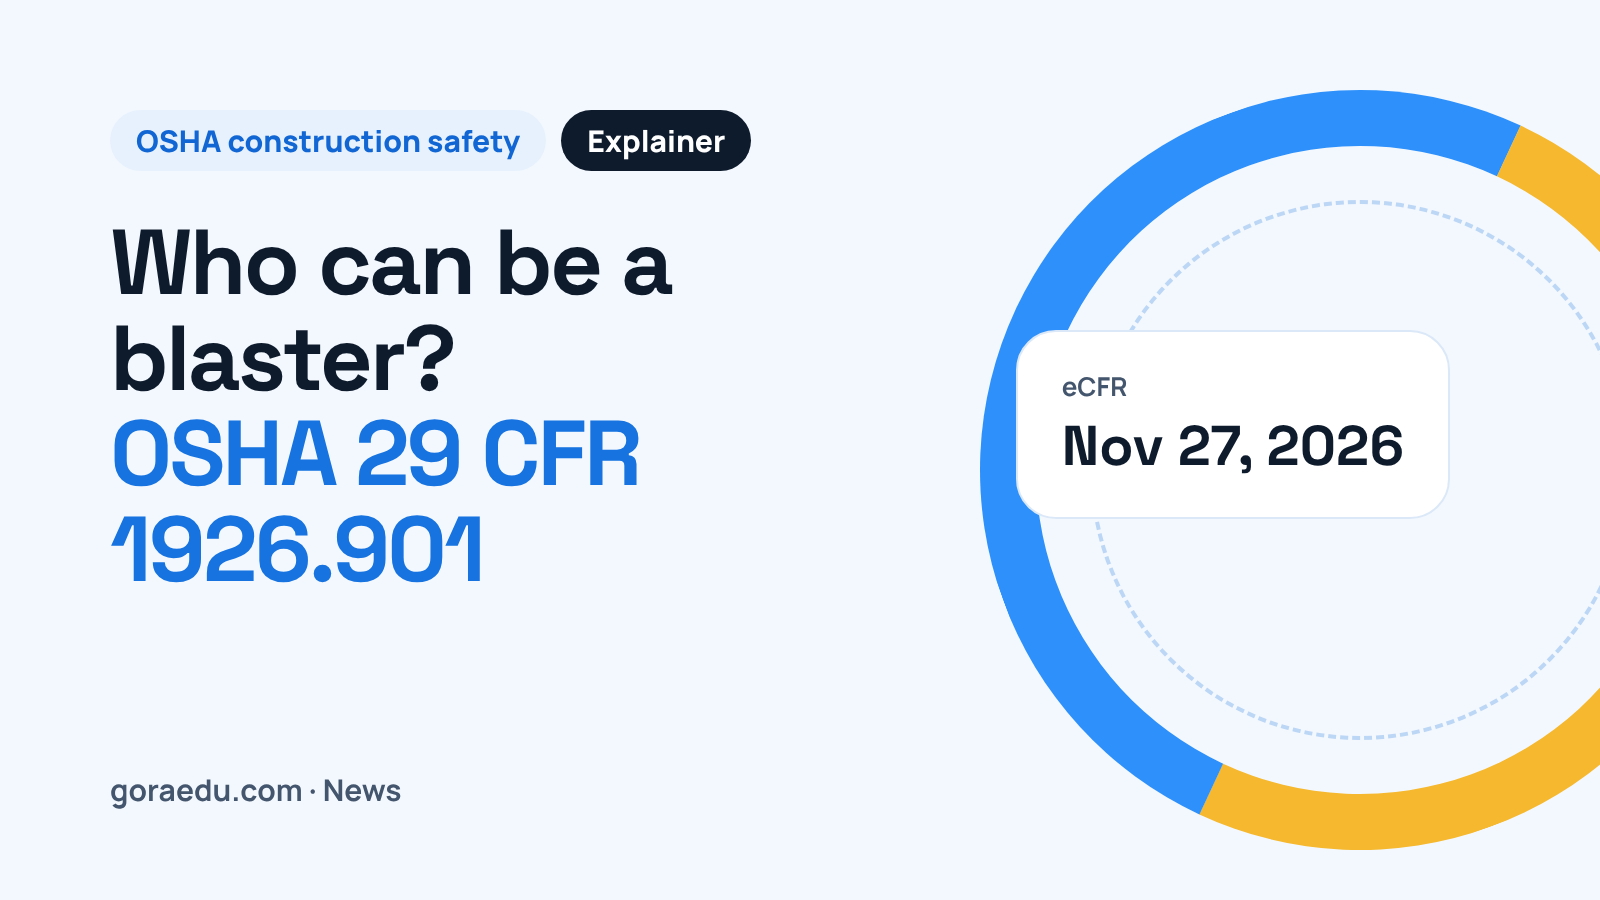 OSHA construction safety
Explainer
Who can be a
blaster?
OSHA 29 CFR
1926.901
eCFR
Nov 27, 2026
goraedu.com · News